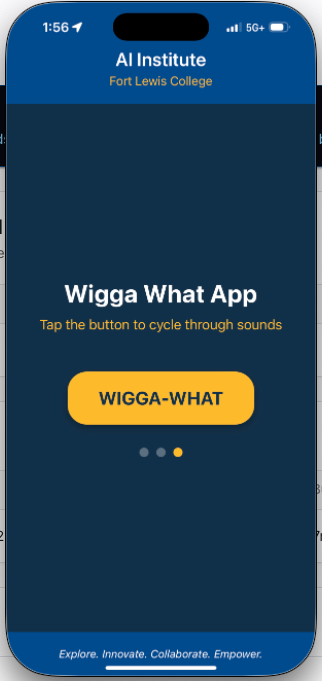 1:56
5G+
AI Institute
Fort Lewis College
Wigga What App
Tap the button to cycle through sounds
WIGGA-WHAT
Explore. Innovate. Collaborate. Empower.